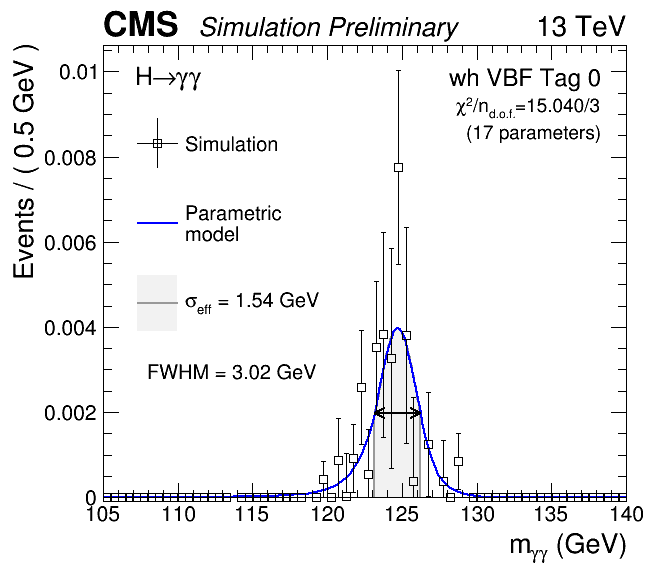 CMS Simulation Preliminary 13 TeV
Events / ( 0.5 GeV )
H→γγ
wh VBF Tag 0
χ²/n_d.o.f.=15.040/3
(17 parameters)
Simulation
Parametric
model
σ_eff = 1.54 GeV
FWHM = 3.02 GeV
0.01
0.008
0.006
0.004
0.002
0
105 110 115 120 125 130 135 140
m_γγ (GeV)